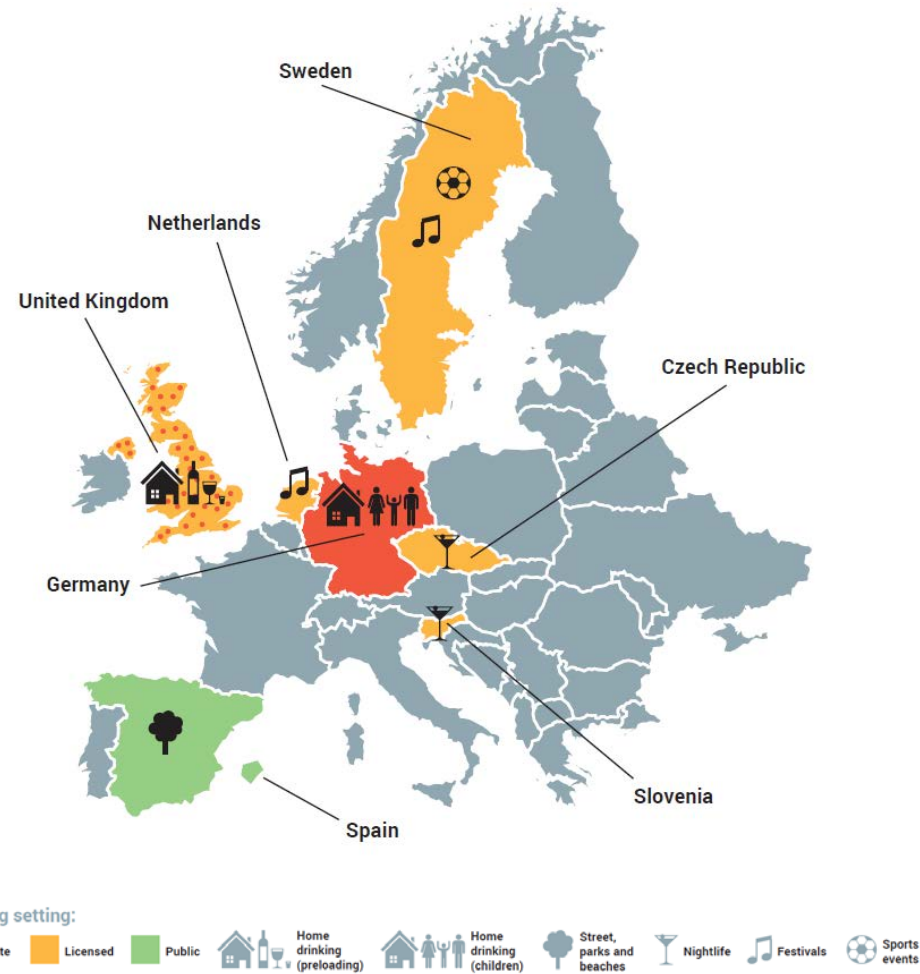 Sweden
Netherlands
United Kingdom
Czech Republic
Germany
Slovenia
Spain
g setting:
te
Licensed
Public
Home
drinking
(preloading)
Home
drinking
(children)
Street,
parks and
beaches
Nightlife
Festivals
Sports
events